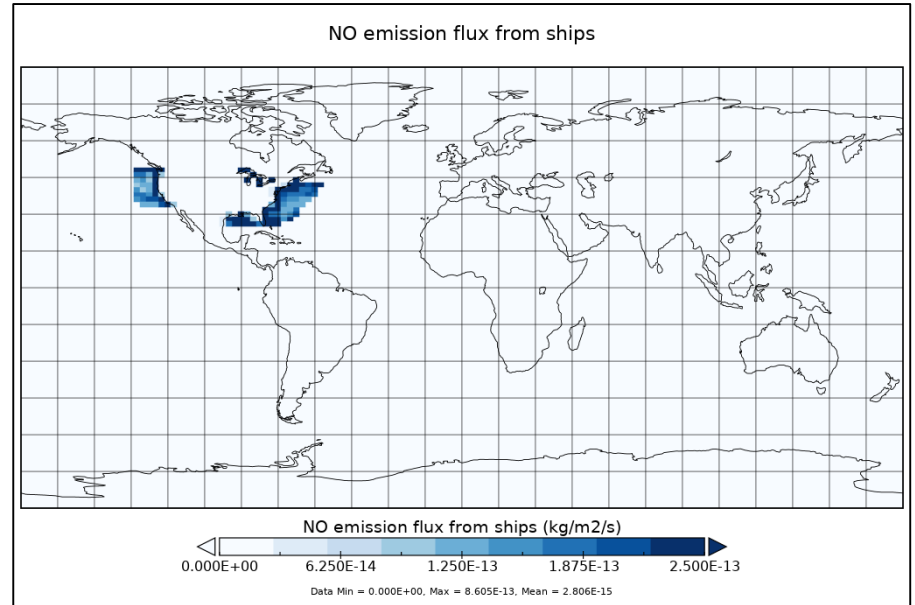 NO emission flux from ships
NO emission flux from ships (kg/m2/s)
0.000E+00 6.250E-14 1.250E-13 1.875E-13 2.500E-13
Data Min = 0.000E+00, Max = 8.605E-13, Mean = 2.806E-15